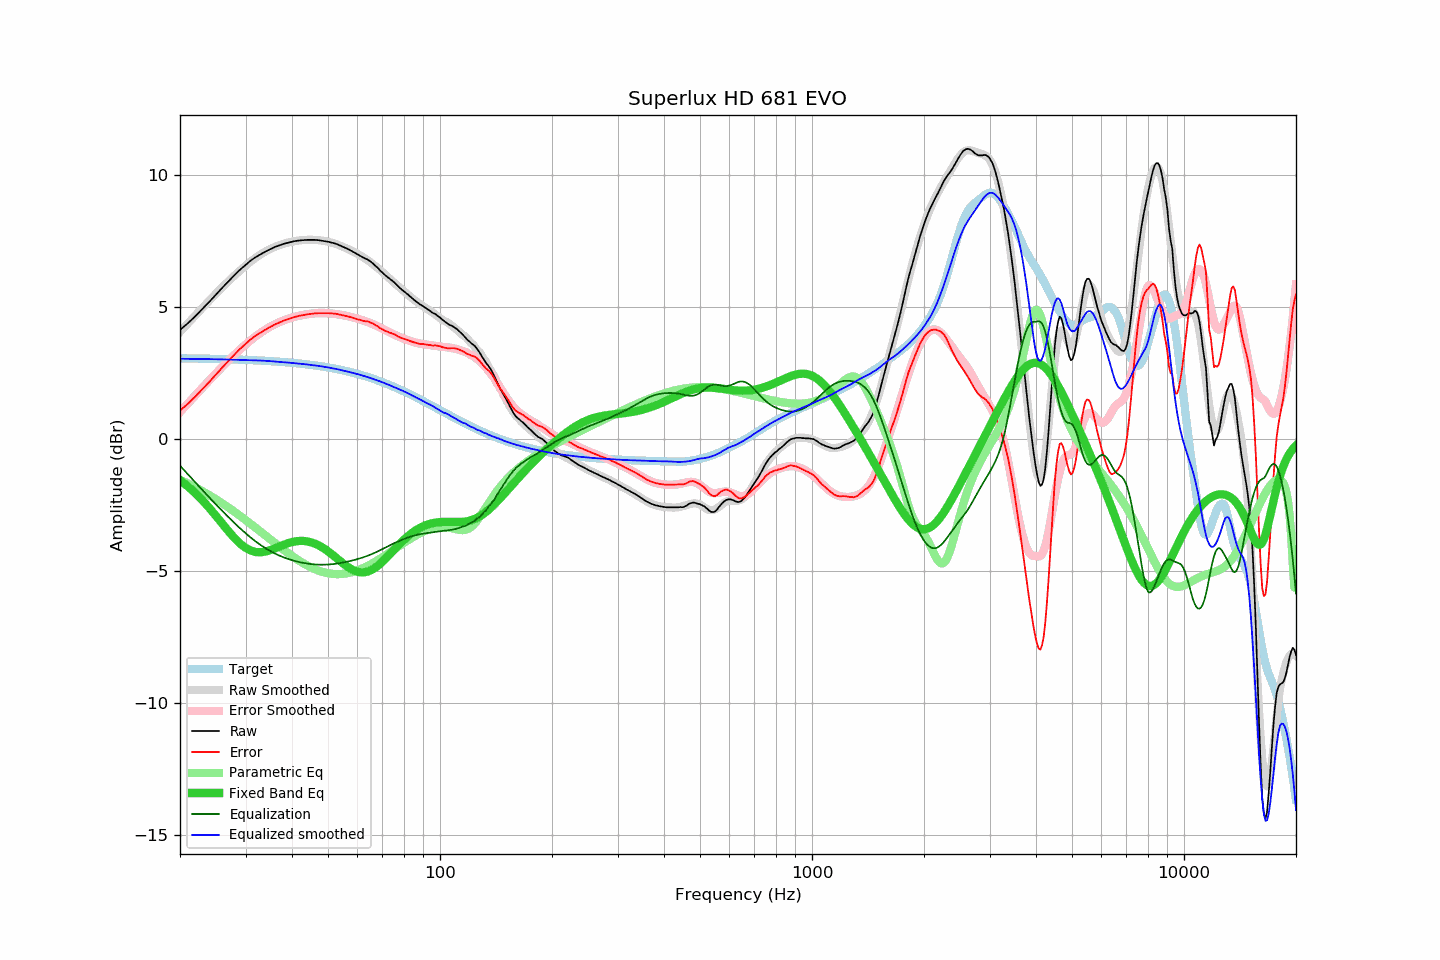 Superlux HD 681 EVO
10
5
0
−5
−10
−15
Amplitude (dBr)
100
1000
10000
Frequency (Hz)
Target
Raw Smoothed
Error Smoothed
Raw
Error
Parametric Eq
Fixed Band Eq
Equalization
Equalized smoothed